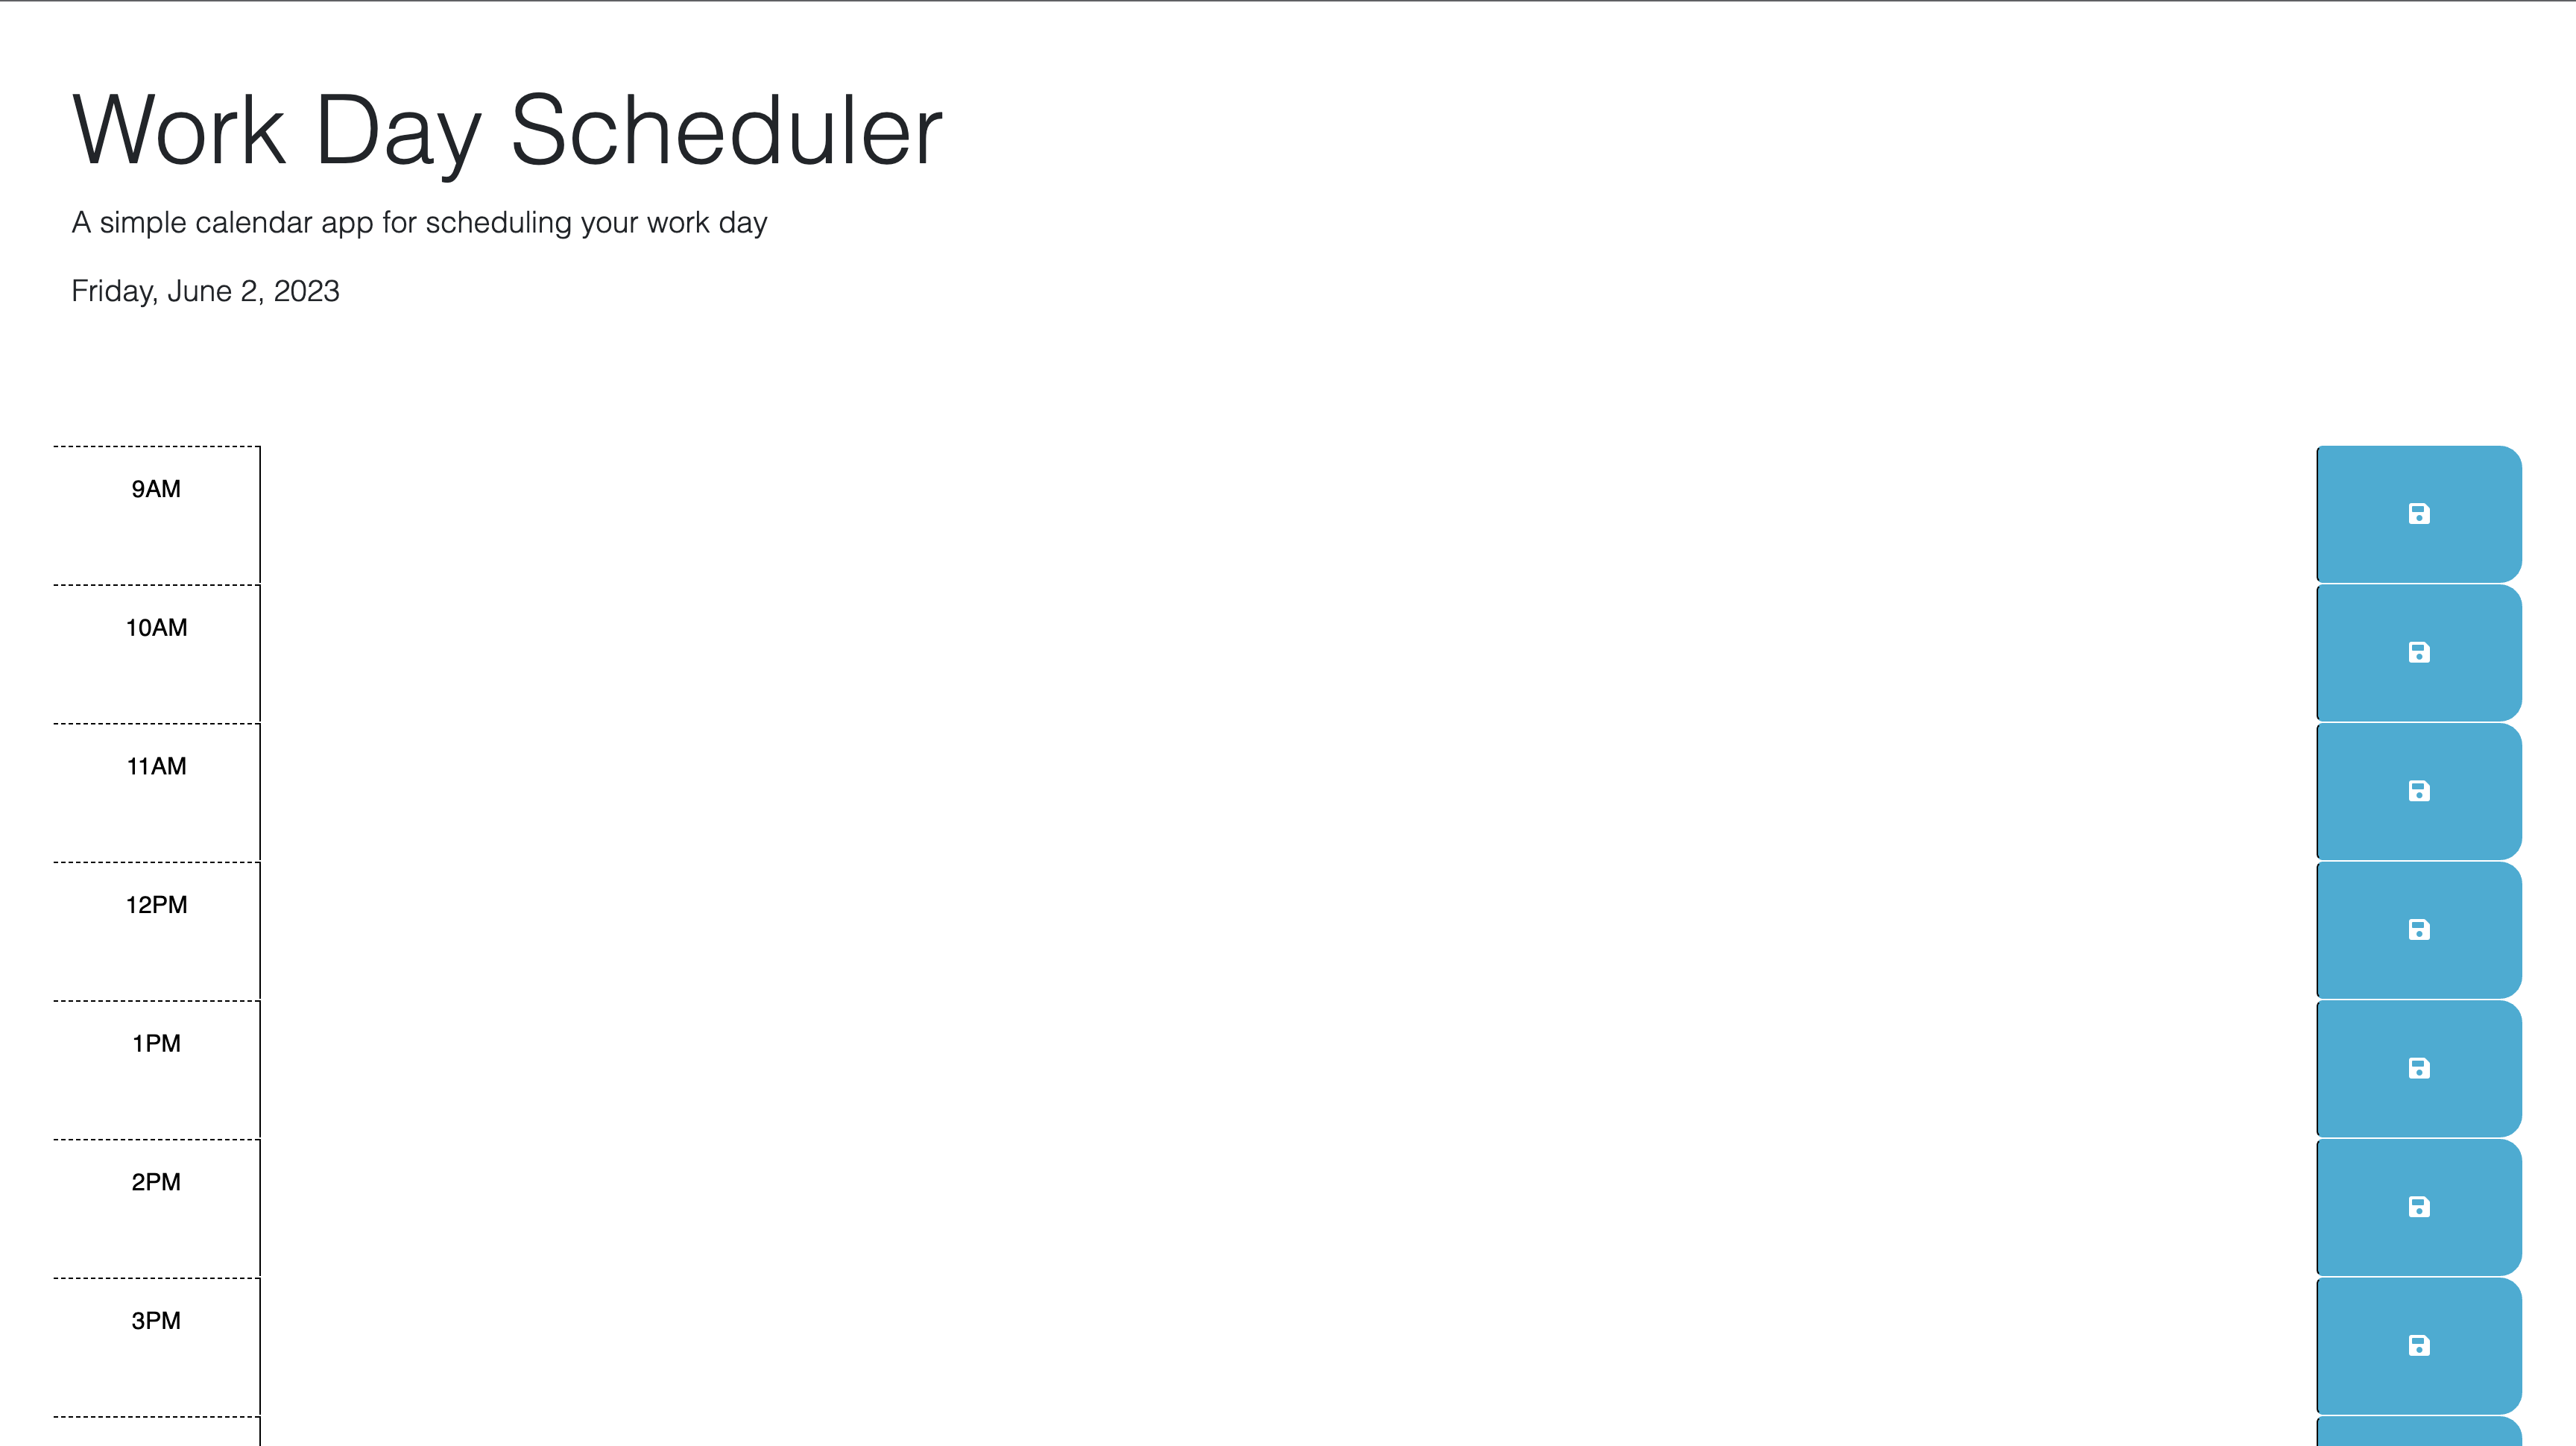 Work Day Scheduler
A simple calendar app for scheduling your work day
Friday, June 2, 2023
9AM
10AM
11AM
12PM
1PM
2PM
3PM